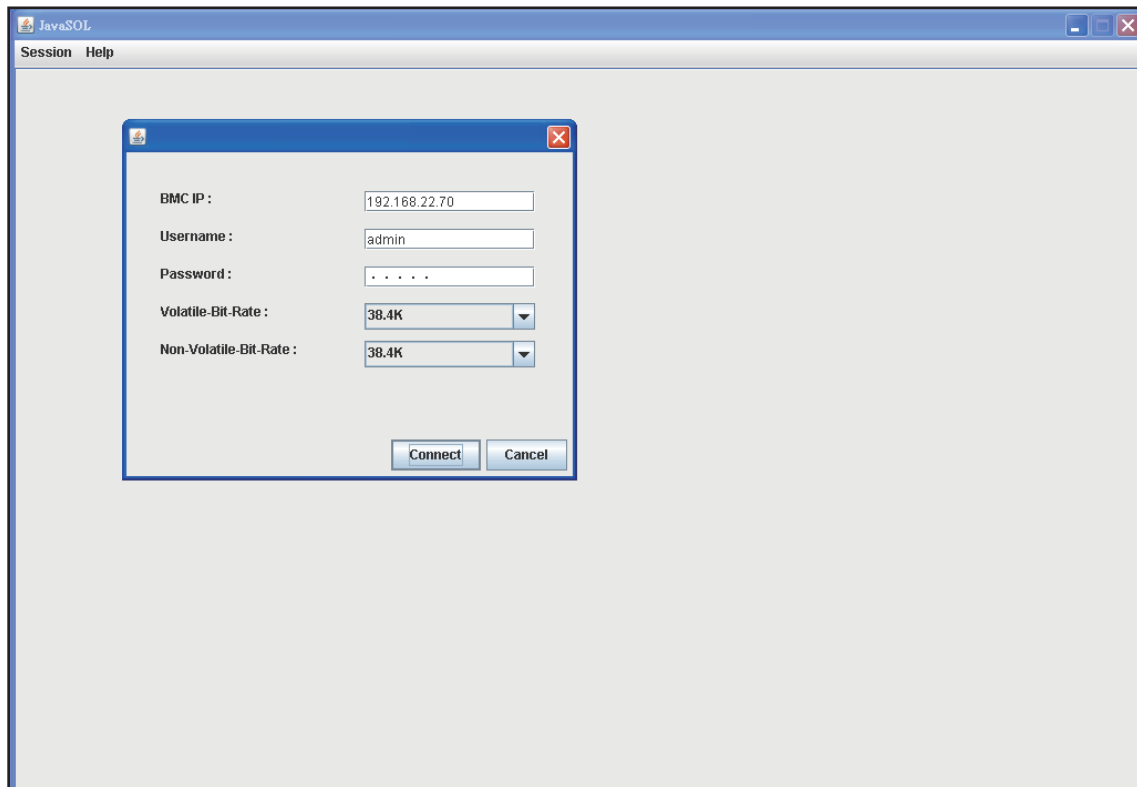 JavaSOL
Session Help
BMC IP : 192.168.22.70
Username : admin
Password : . . . . .
Volatile-Bit-Rate : 38.4K
Non-Volatile-Bit-Rate : 38.4K
Connect Cancel